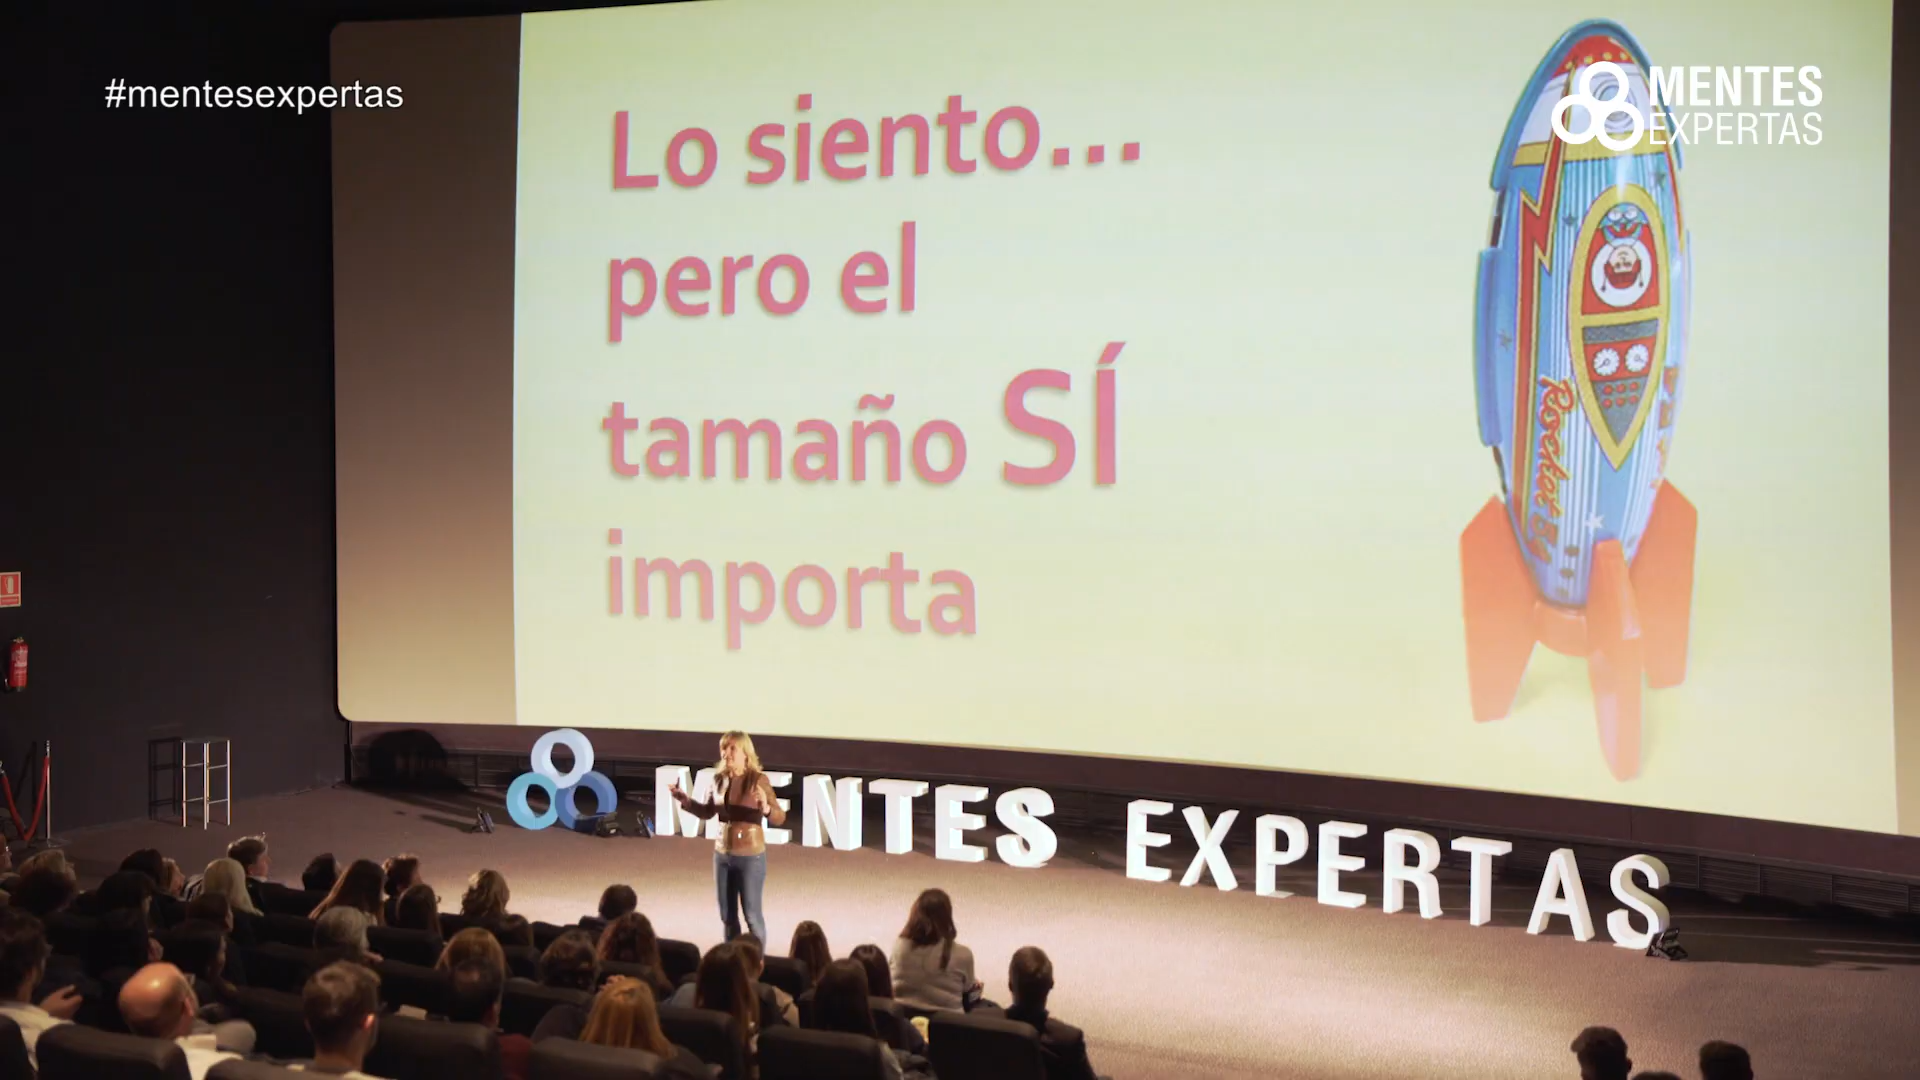 #mentesexpertas
MENTES
EXPERTAS
Lo siento...
pero el
tamaño SÍ
importa
MENTES EXPERTAS